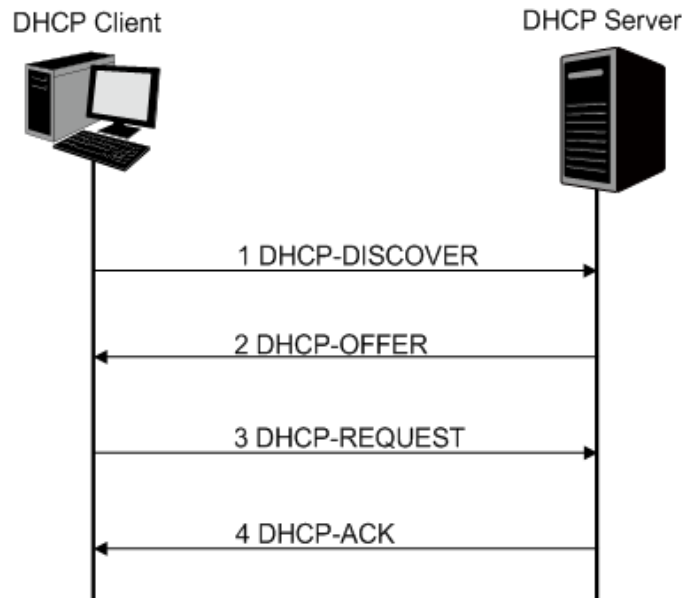 DHCP Client
DHCP Server
1 DHCP-DISCOVER
2 DHCP-OFFER
3 DHCP-REQUEST
4 DHCP-ACK